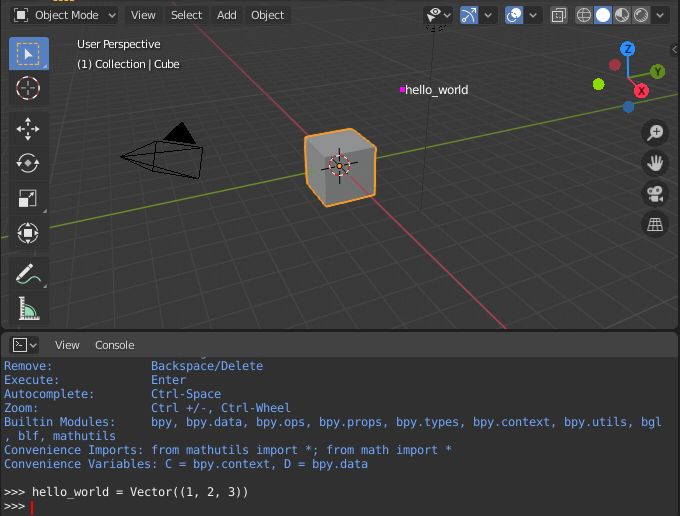 Object Mode View Select Add Object
User Perspective
(1) Collection | Cube
Z
Y
X
hello_world
View Console
Remove: Backspace/Delete
Execute: Enter
Autocomplete: Ctrl-Space
Zoom: Ctrl +/-, Ctrl-Wheel
Builtin Modules: bpy, bpy.data, bpy.ops, bpy.props, bpy.types, bpy.context, bpy.utils, bgl
, blf, mathutils
Convenience Imports: from mathutils import *; from math import *
Convenience Variables: C = bpy.context, D = bpy.data
>>> hello_world = Vector((1, 2, 3))
>>>